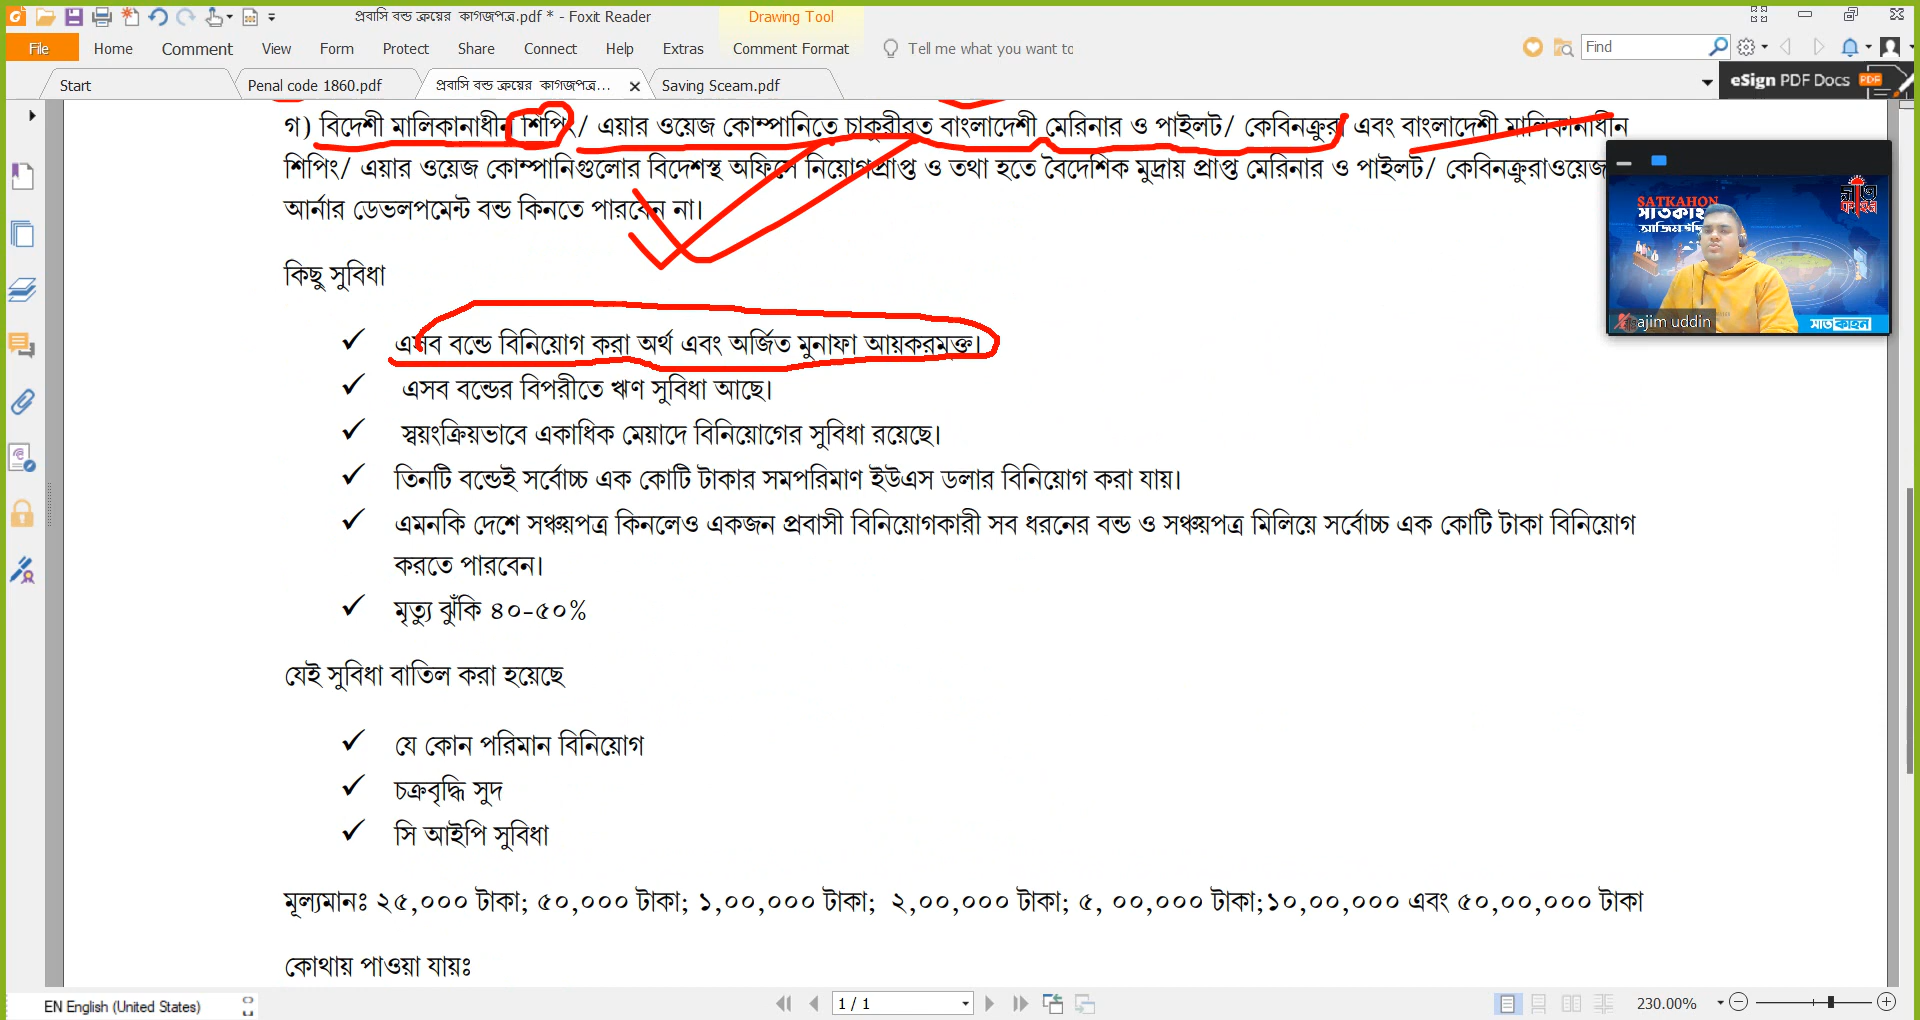 প্রবাসি বন্ড ক্রয়ের কাগজপত্র.pdf * - Foxit Reader
Drawing Tool
File Home Comment View Form Protect Share Connect Help Extras Comment Format Tell me what you want to Find
Start Penal code 1860.pdf প্রবাসি বন্ড ক্রয়ের কাগজপত্র... Saving Sceam.pdf eSign PDF Docs PDF
গ) বিদেশী মালিকানাধীন শিপিং/ এয়ার ওয়েজ কোম্পানিতে চাকুরীরত বাংলাদেশী মেরিনার ও পাইলট/ কেবিনক্রুরা এবং বাংলাদেশী মালিকানাধীন
শিপিং/ এয়ার ওয়েজ কোম্পানিগুলোর বিদেশস্থ অফিসে নিয়োগপ্রাপ্ত ও তথা হতে বৈদেশিক মুদ্রায় প্রাপ্ত মেরিনার ও পাইলট/ কেবিনক্রুরাওয়েজ
আর্নার ডেভলপমেন্ট বন্ড কিনতে পারবেন না।
SATKAHON
কিছু সুবিধা
ajim uddin সাতকাহন
এসব বন্ডে বিনিয়োগ করা অর্থ এবং অর্জিত মুনাফা আয়করমুক্ত।
এসব বন্ডের বিপরীতে ঋণ সুবিধা আছে।
স্বয়ংক্রিয়ভাবে একাধিক মেয়াদে বিনিয়োগের সুবিধা রয়েছে।
তিনটি বন্ডেই সর্বোচ্চ এক কোটি টাকার সমপরিমাণ ইউএস ডলার বিনিয়োগ করা যায়।
এমনকি দেশে সঞ্চয়পত্র কিনলেও একজন প্রবাসী বিনিয়োগকারী সব ধরনের বন্ড ও সঞ্চয়পত্র মিলিয়ে সর্বোচ্চ এক কোটি টাকা বিনিয়োগ
করতে পারবেন।
মৃত্যু ঝুঁকি ৪০-৫০%
যেই সুবিধা বাতিল করা হয়েছে
যে কোন পরিমান বিনিয়োগ
চক্রবৃদ্ধি সুদ
সি আইপি সুবিধা
মূল্যমানঃ ২৫,০০০ টাকা; ৫০,০০০ টাকা; ১,০০,০০০ টাকা; ২,০০,০০০ টাকা; ৫, ০০,০০০ টাকা;১০,০০,০০০ এবং ৫০,০০,০০০ টাকা
কোথায় পাওয়া যায়ঃ
EN English (United States) 1 / 1 230.00%